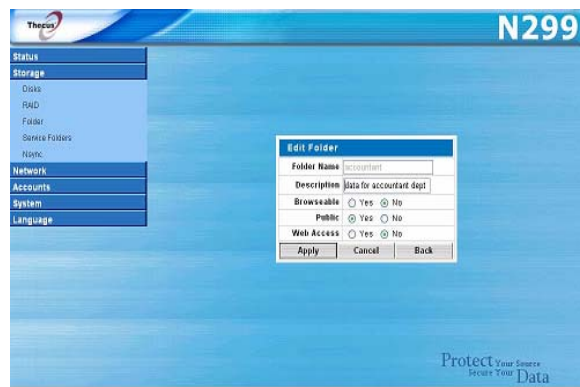 Thecus
N299
Status
Storage
Disks
RAID
Folder
Service Folders
Nsync
Network
Accounts
System
Language
Edit Folder
Folder Name accountant
Description data for accountant dept
Browseable Yes No
Public Yes No
Web Access Yes No
Apply Cancel Back
Protect Your Source
Secure Your Data